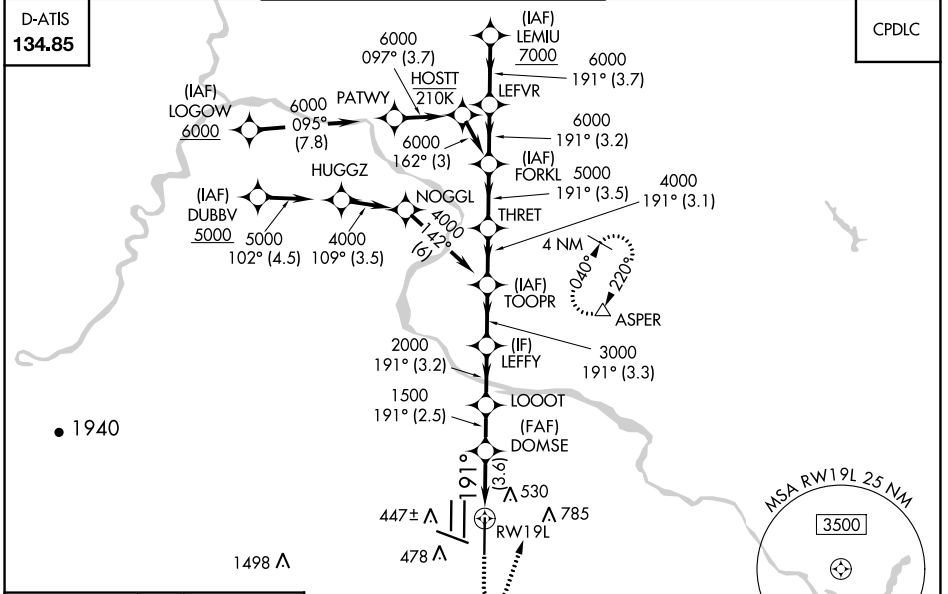 D-ATIS
134.85
CPDLC
(IAF)
LEMIU
7000
6000
191° (3.7)
6000
097° (3.7)
HOSTT
210K
LEFVR
PATWY
(IAF)
LOGOW
6000
6000
095°
(7.8)
6000
162° (3)
6000
191° (3.2)
(IAF)
FORKL
5000
191° (3.5)
4000
191° (3.1)
HUGGZ
NOGGL
THRET
(IAF)
DUBBV
5000
5000
102° (4.5)
4000
109° (3.5)
4000
142°
(6)
4 NM
040°
220°
ASPER
(IAF)
TOOPR
(IF)
LEFFY
3000
191° (3.3)
2000
191° (3.2)
1500
191° (2.5)
LOOOT
(FAF)
DOMSE
1940
191°
(3.6)
530
447±
785
RW19L
478
1498
MSA RW19L 25 NM
3500